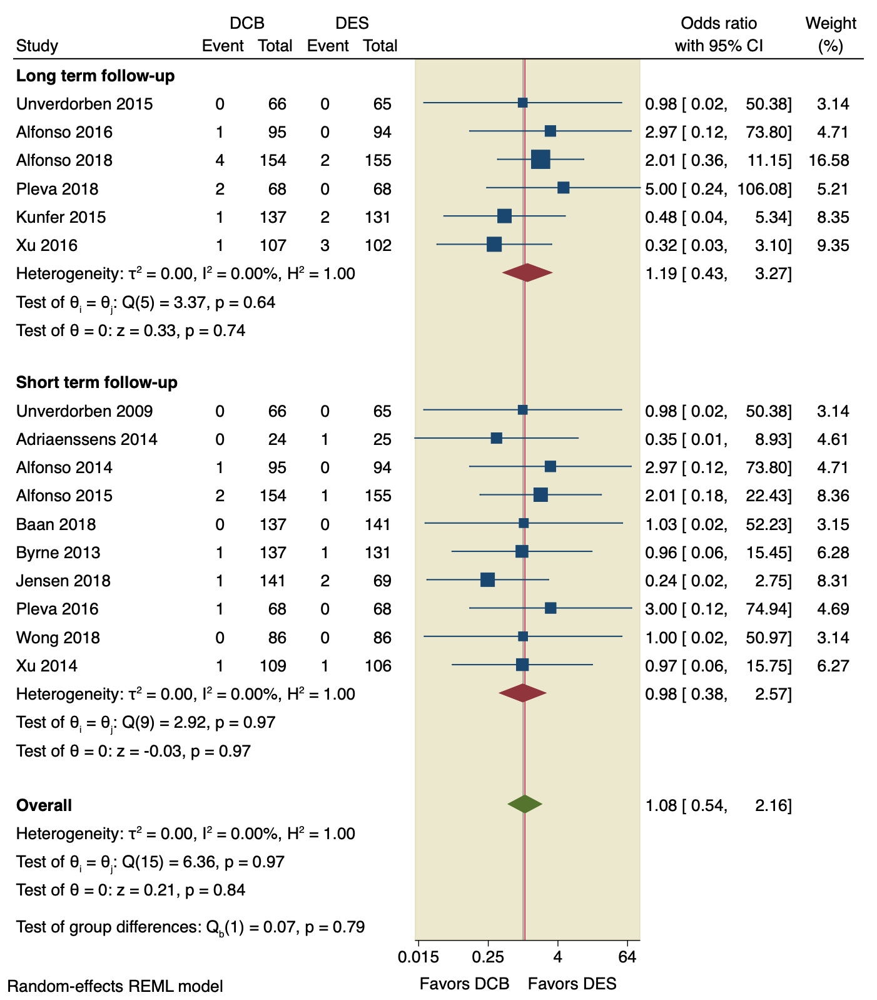 DCB DES Odds ratio Weight
Study Event Total Event Total with 95% CI (%)
Long term follow-up
Unverdorben 2015 0 66 0 65 0.98 [ 0.02, 50.38] 3.14
Alfonso 2016 1 95 0 94 2.97 [ 0.12, 73.80] 4.71
Alfonso 2018 4 154 2 155 2.01 [ 0.36, 11.15] 16.58
Pleva 2018 2 68 0 68 5.00 [ 0.24, 106.08] 5.21
Kunfer 2015 1 137 2 131 0.48 [ 0.04, 5.34] 8.35
Xu 2016 1 107 3 102 0.32 [ 0.03, 3.10] 9.35
Heterogeneity: τ² = 0.00, I² = 0.00%, H² = 1.00 1.19 [ 0.43, 3.27]
Test of θᵢ = θⱼ: Q(5) = 3.37, p = 0.64
Test of θ = 0: z = 0.33, p = 0.74
Short term follow-up
Unverdorben 2009 0 66 0 65 0.98 [ 0.02, 50.38] 3.14
Adriaenssens 2014 0 24 1 25 0.35 [ 0.01, 8.93] 4.61
Alfonso 2014 1 95 0 94 2.97 [ 0.12, 73.80] 4.71
Alfonso 2015 2 154 1 155 2.01 [ 0.18, 22.43] 8.36
Baan 2018 0 137 0 141 1.03 [ 0.02, 52.23] 3.15
Byrne 2013 1 137 1 131 0.96 [ 0.06, 15.45] 6.28
Jensen 2018 1 141 2 69 0.24 [ 0.02, 2.75] 8.31
Pleva 2016 1 68 0 68 3.00 [ 0.12, 74.94] 4.69
Wong 2018 0 86 0 86 1.00 [ 0.02, 50.97] 3.14
Xu 2014 1 109 1 106 0.97 [ 0.06, 15.75] 6.27
Heterogeneity: τ² = 0.00, I² = 0.00%, H² = 1.00 0.98 [ 0.38, 2.57]
Test of θᵢ = θⱼ: Q(9) = 2.92, p = 0.97
Test of θ = 0: z = -0.03, p = 0.97
Overall 1.08 [ 0.54, 2.16]
Heterogeneity: τ² = 0.00, I² = 0.00%, H² = 1.00
Test of θᵢ = θⱼ: Q(15) = 6.36, p = 0.97
Test of θ = 0: z = 0.21, p = 0.84
Test of group differences: Q_b(1) = 0.07, p = 0.79
0.015 0.25 4 64
Favors DCB Favors DES
Random-effects REML model